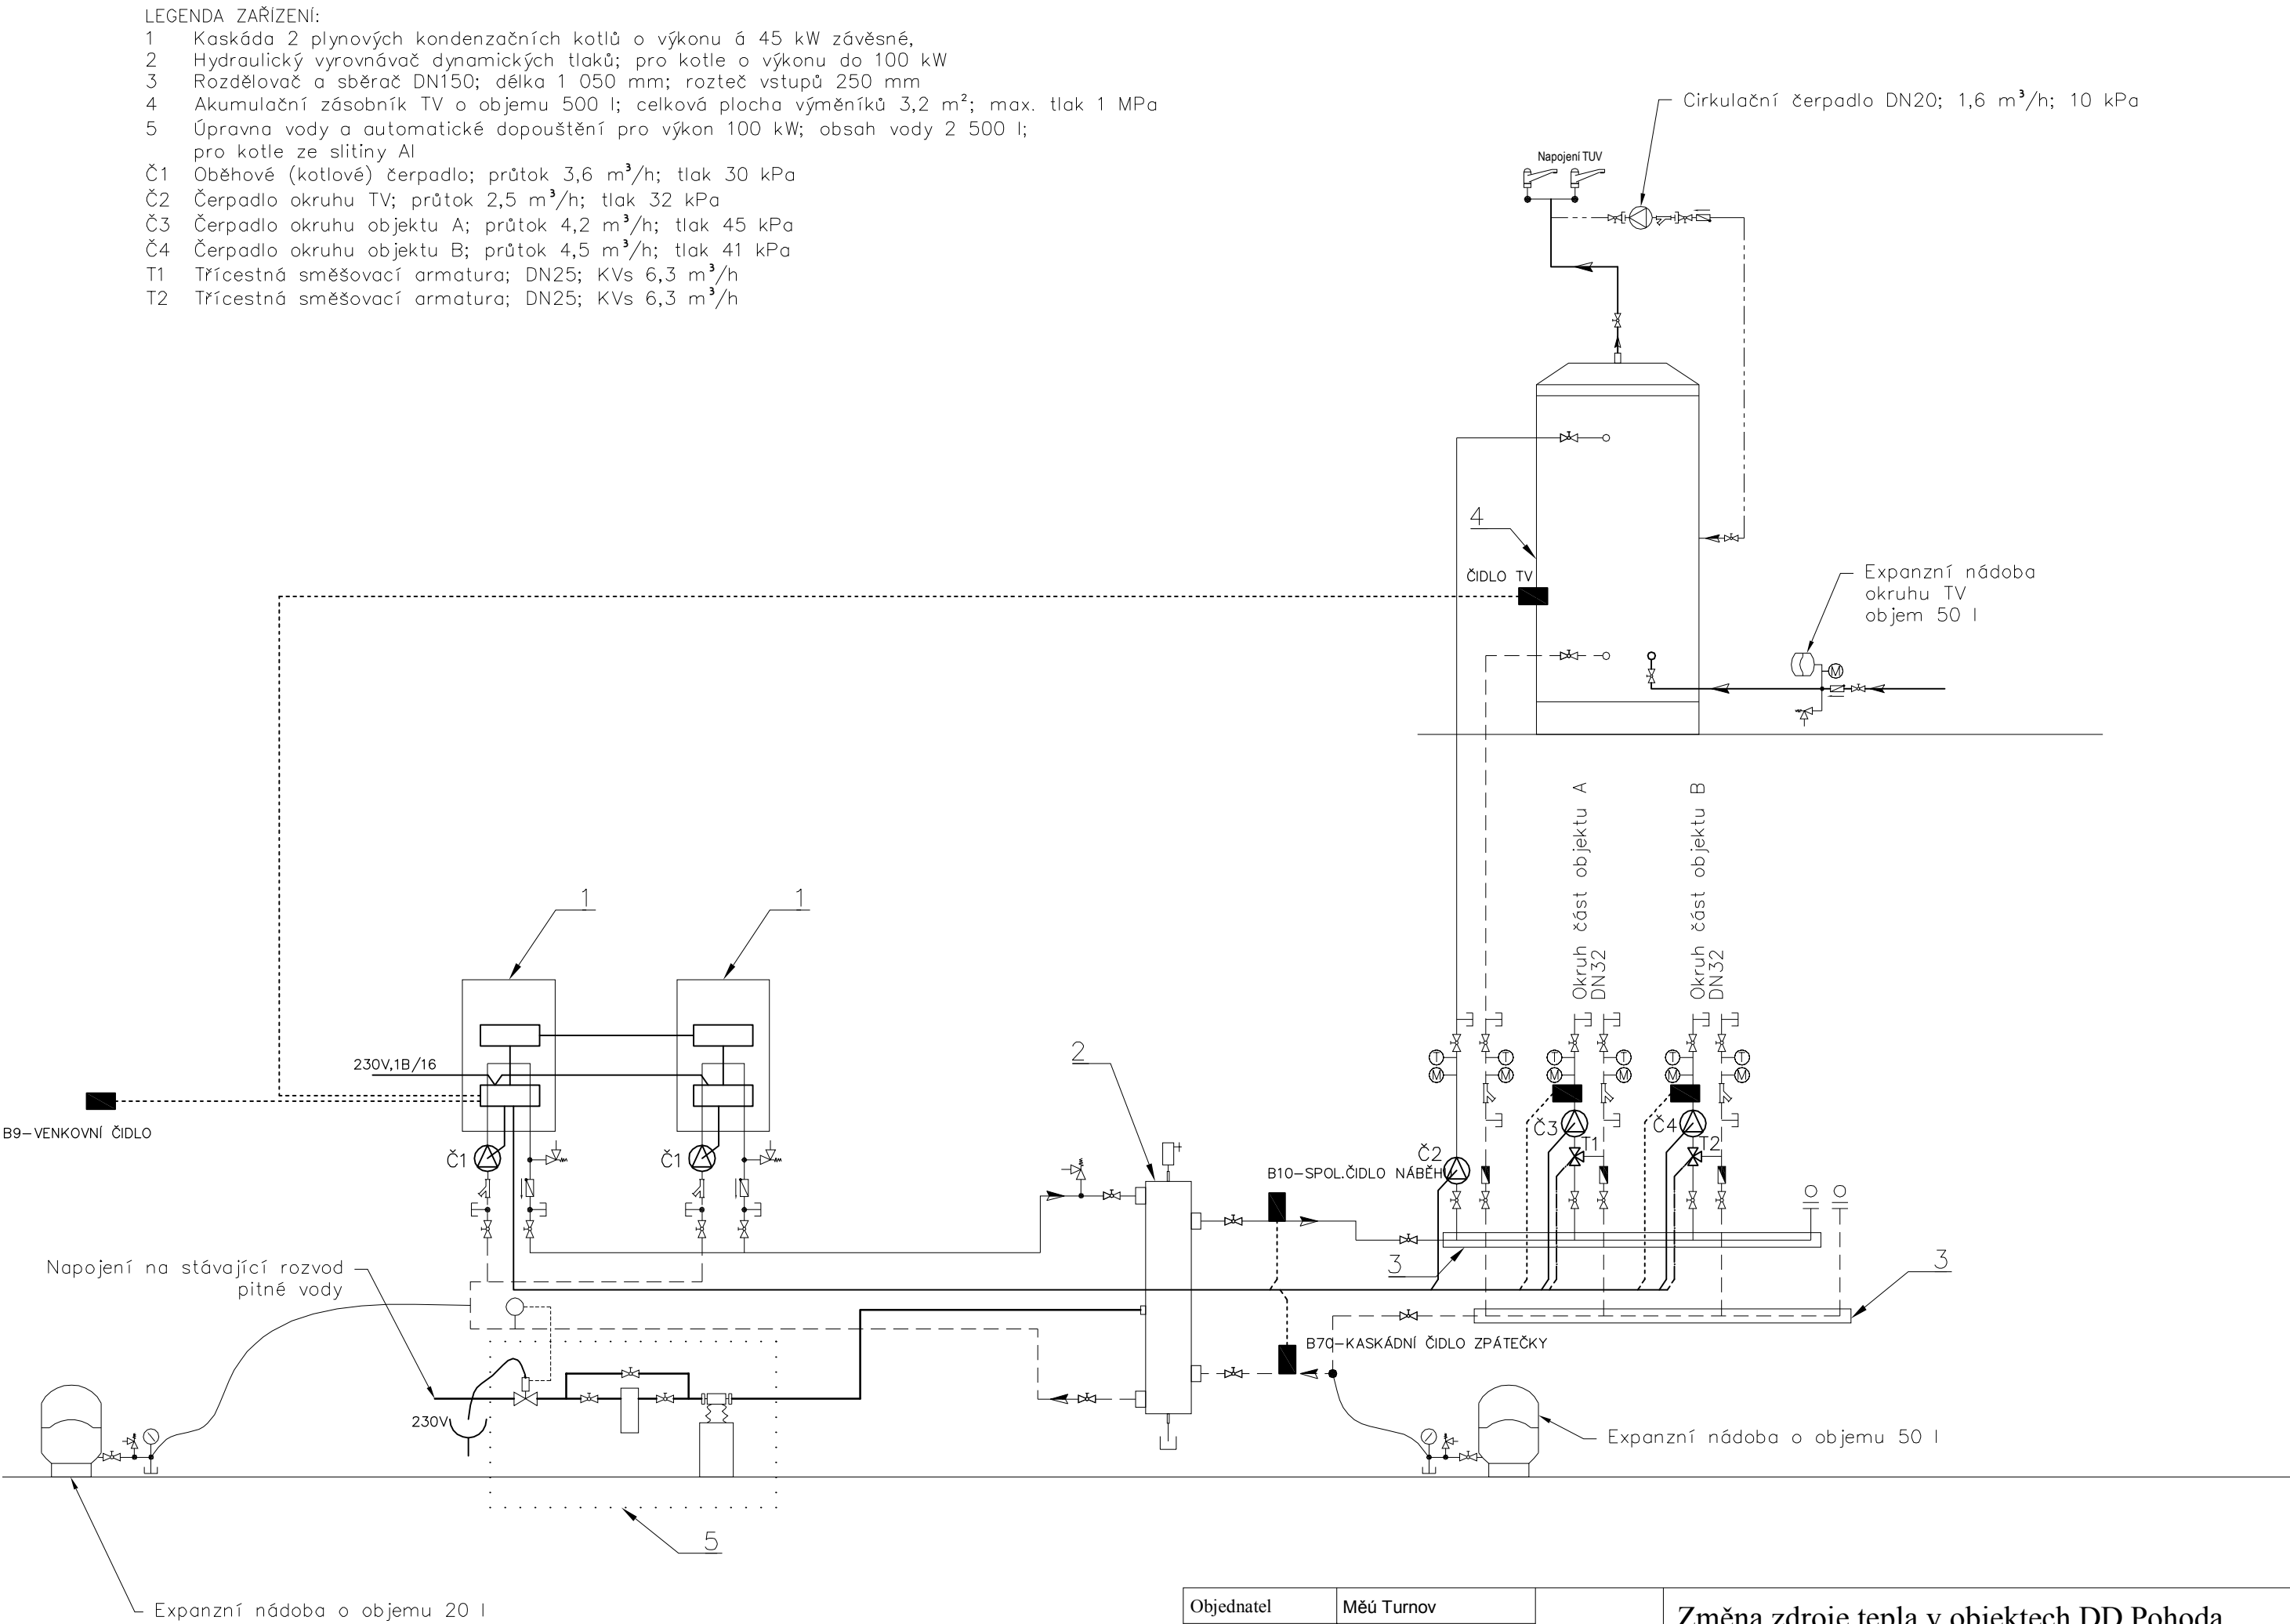 LEGENDA ZAŘÍZENÍ:
1 Kaskáda 2 plynových kondenzačních kotlů o výkonu á 45 kW závěsné,
2 Hydraulický vyrovnávač dynamických tlaků; pro kotle o výkonu do 100 kW
3 Rozdělovač a sběrač DN150; délka 1 050 mm; rozteč vstupů 250 mm
4 Akumulační zásobník TV o objemu 500 l; celková plocha výměníků 3,2 m²; max. tlak 1 MPa
5 Úpravna vody a automatické dopouštění pro výkon 100 kW; obsah vody 2 500 l;
pro kotle ze slitiny Al
Č1 Oběhové (kotlové) čerpadlo; průtok 3,6 m³/h; tlak 30 kPa
Č2 Čerpadlo okruhu TV; průtok 2,5 m³/h; tlak 32 kPa
Č3 Čerpadlo okruhu objektu A; průtok 4,2 m³/h; tlak 45 kPa
Č4 Čerpadlo okruhu objektu B; průtok 4,5 m³/h; tlak 41 kPa
T1 Třícestná směšovací armatura; DN25; KVs 6,3 m³/h
T2 Třícestná směšovací armatura; DN25; KVs 6,3 m³/h
Cirkulační čerpadlo DN20; 1,6 m³/h; 10 kPa
Napojení TUV
4
ČIDLO TV
Expanzní nádoba
okruhu TV
objem 50 l
M
Okruh část objektu A
DN32
Okruh část objektu B
DN32
1
1
2
230V,1B/16
B9-VENKOVNÍ ČIDLO
T T T T T T
M M M M M M
Č1
Č1
Č2
Č3
T1
Č4
T2
B10-SPOL.ČIDLO NÁBĚHU
3
3
Napojení na stávající rozvod
pitné vody
B70-KASKÁDNÍ ČIDLO ZPÁTEČKY
230V
Expanzní nádoba o objemu 50 l
5
Expanzní nádoba o objemu 20 l
Objednatel Měú Turnov
Změna zdroje tepla v objektech DD Pohoda